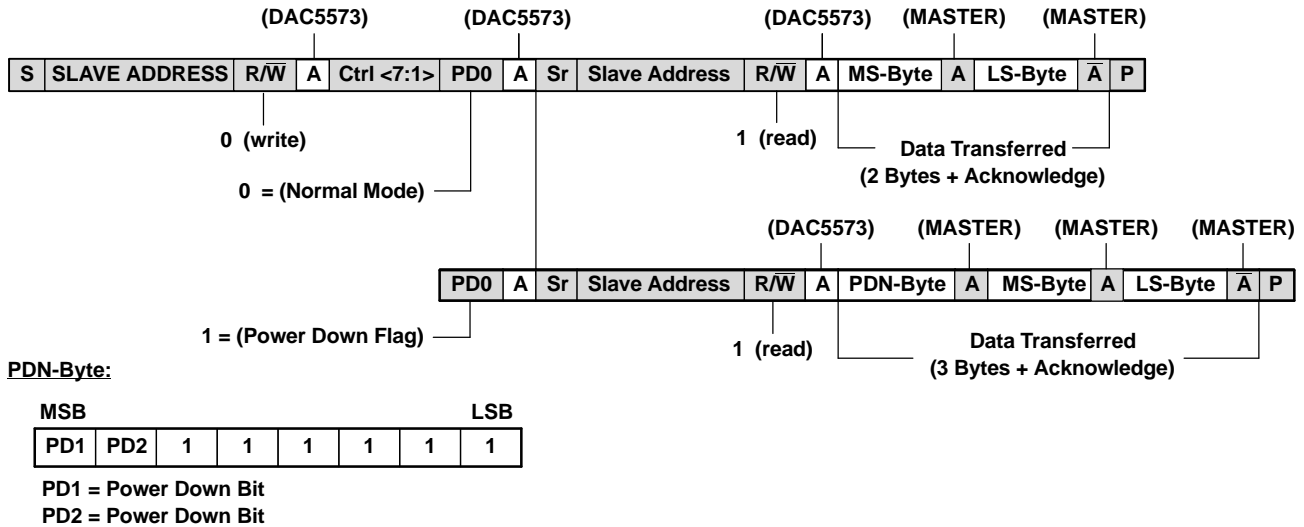 (DAC5573) (DAC5573) (DAC5573) (MASTER) (MASTER)
S SLAVE ADDRESS R/W̅ A Ctrl <7:1> PD0 A Sr Slave Address R/W̅ A MS-Byte A LS-Byte A̅ P
0 (write) 1 (read) Data Transferred
(2 Bytes + Acknowledge)
0 = (Normal Mode)
(DAC5573) (MASTER) (MASTER) (MASTER)
PD0 A Sr Slave Address R/W̅ A PDN-Byte A MS-Byte A LS-Byte A̅ P
1 = (Power Down Flag) 1 (read) Data Transferred
(3 Bytes + Acknowledge)
PDN-Byte:
MSB LSB
PD1 PD2 1 1 1 1 1 1
PD1 = Power Down Bit
PD2 = Power Down Bit